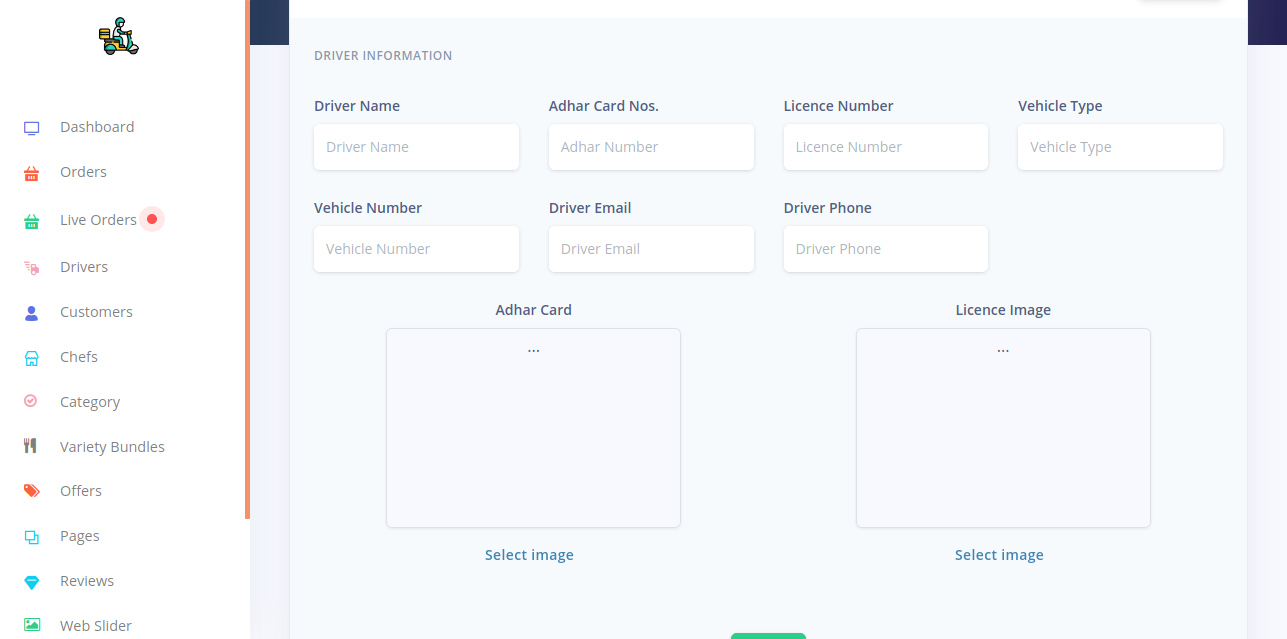 Dashboard
Orders
Live Orders
Drivers
Customers
Chefs
Category
Variety Bundles
Offers
Pages
Reviews
Web Slider
DRIVER INFORMATION
Driver Name Adhar Card Nos. Licence Number Vehicle Type
Driver Name Adhar Number Licence Number Vehicle Type
Vehicle Number Driver Email Driver Phone
Vehicle Number Driver Email Driver Phone
Adhar Card Licence Image
... ...
Select image Select image